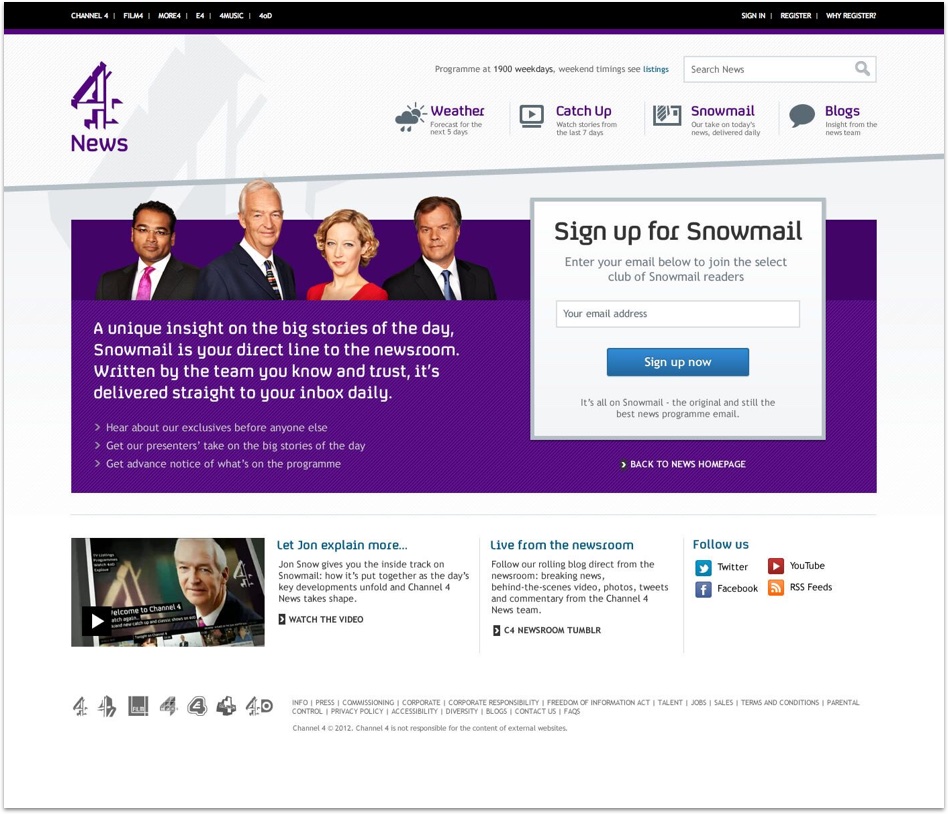 CHANNEL 4 | FILM4 | MORE4 | E4 | 4MUSIC | 4oD
SIGN IN | REGISTER | WHY REGISTER?
4
News
Programme at 1900 weekdays, weekend timings see listings
Search News
Weather
Forecast for the
next 5 days
Catch Up
Watch stories from
the last 7 days
Snowmail
Our take on today's
news, delivered daily
Blogs
Insight from the
news team
A unique insight on the big stories of the day,
Snowmail is your direct line to the newsroom.
Written by the team you know and trust, it's
delivered straight to your inbox daily.
Hear about our exclusives before anyone else
Get our presenters' take on the big stories of the day
Get advance notice of what's on the programme
Sign up for Snowmail
Enter your email below to join the select
club of Snowmail readers
Your email address
Sign up now
It's all on Snowmail - the original and still the
best news programme email.
BACK TO NEWS HOMEPAGE
TV Listings
Programmes
elcome to Channel 4
Let Jon explain more...
Jon Snow gives you the inside track on
Snowmail: how it's put together as the day's
key developments unfold and Channel 4
News takes shape.
WATCH THE VIDEO
Live from the newsroom
Follow our rolling blog direct from the
newsroom: breaking news,
behind-the-scenes video, photos, tweets
and commentary from the Channel 4
News team.
C4 NEWSROOM TUMBLR
Follow us
Twitter
YouTube
Facebook
RSS Feeds
INFO | PRESS | COMMISSIONING | CORPORATE | CORPORATE RESPONSIBILITY | FREEDOM OF INFORMATION ACT | TALENT | JOBS | SALES | TERMS AND CONDITIONS | PARENTAL
CONTROL | PRIVACY POLICY | ACCESSIBILITY | DIVERSITY | BLOGS | CONTACT US | FAQS
Channel 4 © 2012. Channel 4 is not responsible for the content of external websites.